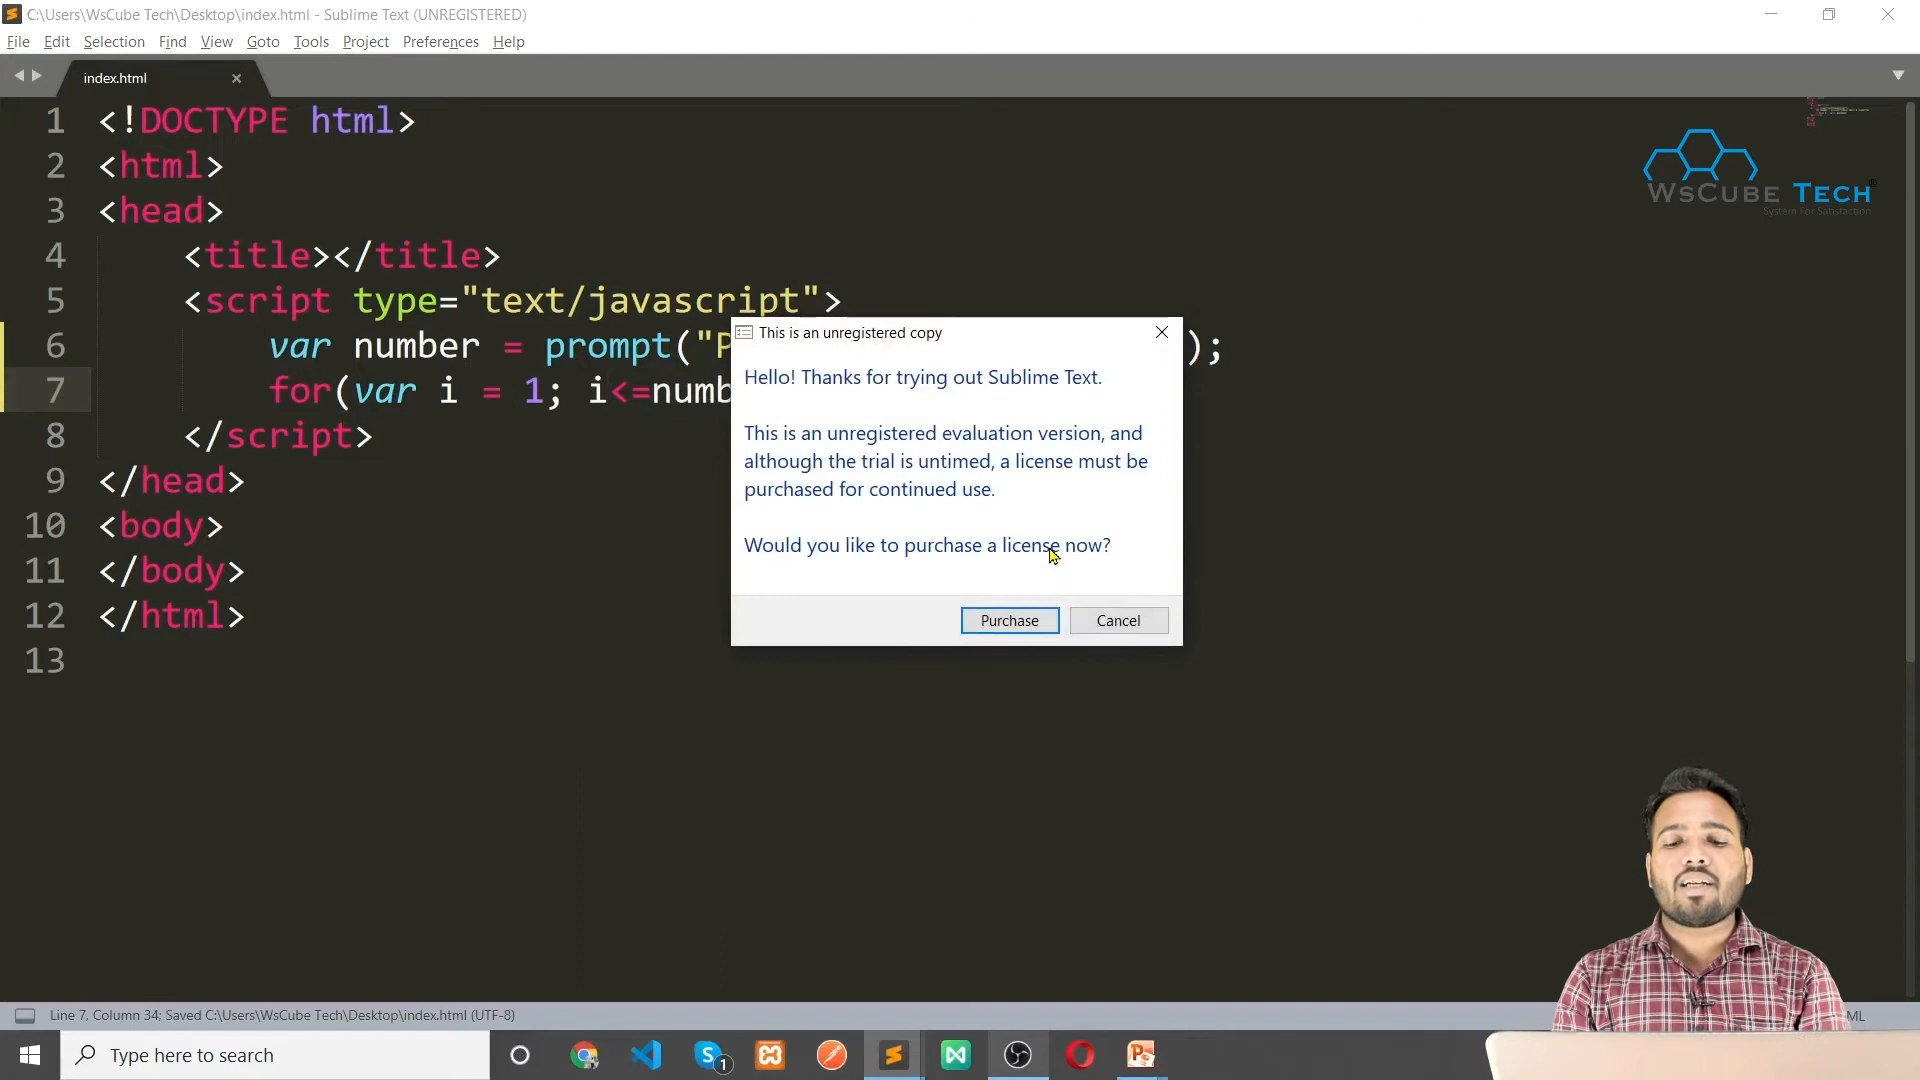 C:\Users\WsCube Tech\Desktop\index.html - Sublime Text (UNREGISTERED)
File Edit Selection Find View Goto Tools Project Preferences Help
index.html
1 <!DOCTYPE html>
2 <html>
3 <head>
4 <title></title>
5 <script type="text/javascript">
6 var number = prompt("P );
7 for(var i = 1; i<=numb
8 </script>
9 </head>
10 <body>
11 </body>
12 </html>
13
WSCUBE TECH®
System For Satisfaction
This is an unregistered copy
Hello! Thanks for trying out Sublime Text.
This is an unregistered evaluation version, and
although the trial is untimed, a license must be
purchased for continued use.
Would you like to purchase a license now?
Purchase Cancel
Line 7, Column 34; Saved C:\Users\WsCube Tech\Desktop\index.html (UTF-8)
ML
Type here to search
1